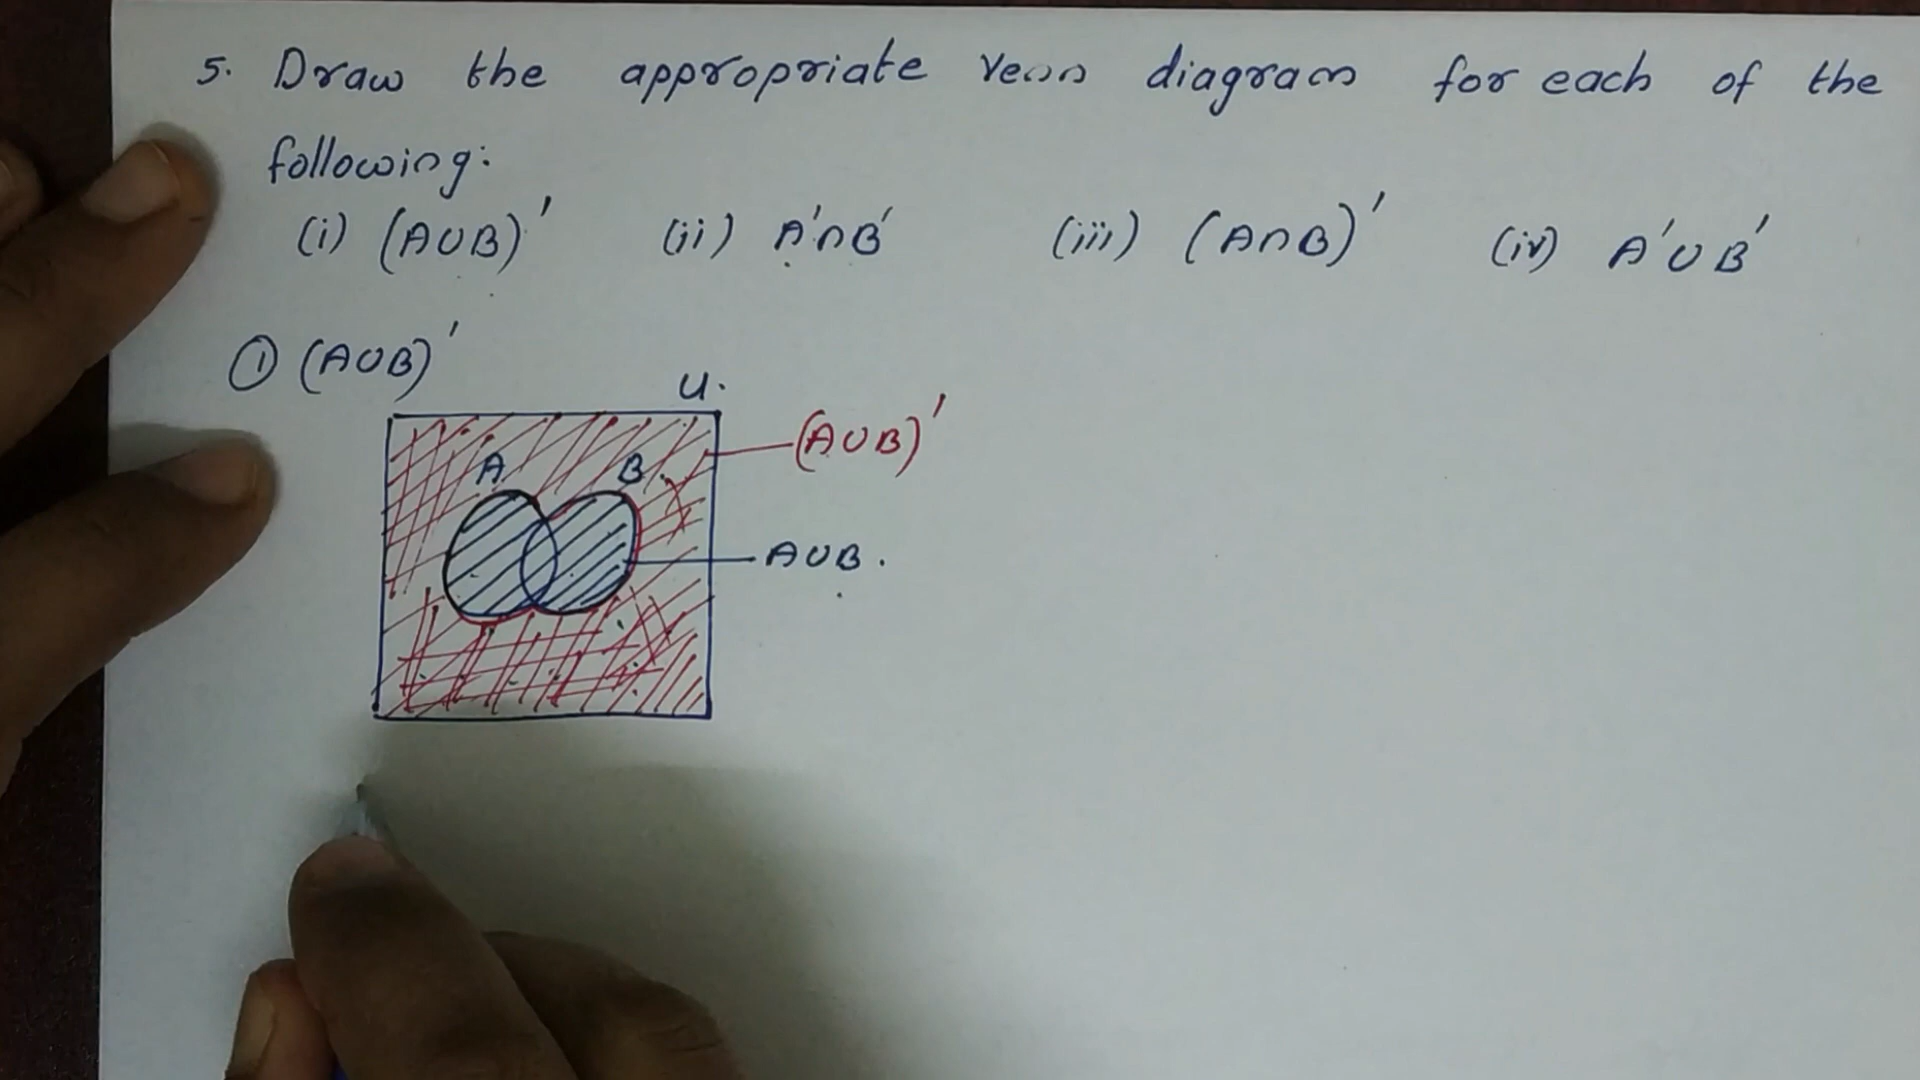 5. Draw the appropriate Venn diagram for each of the
following:
(i) (A∪B)′ (ii) A′∩B′ (iii) (A∩B)′ (iv) A′∪B′
① (A∪B)′
U.
(A∪B)′
A B
A∪B.